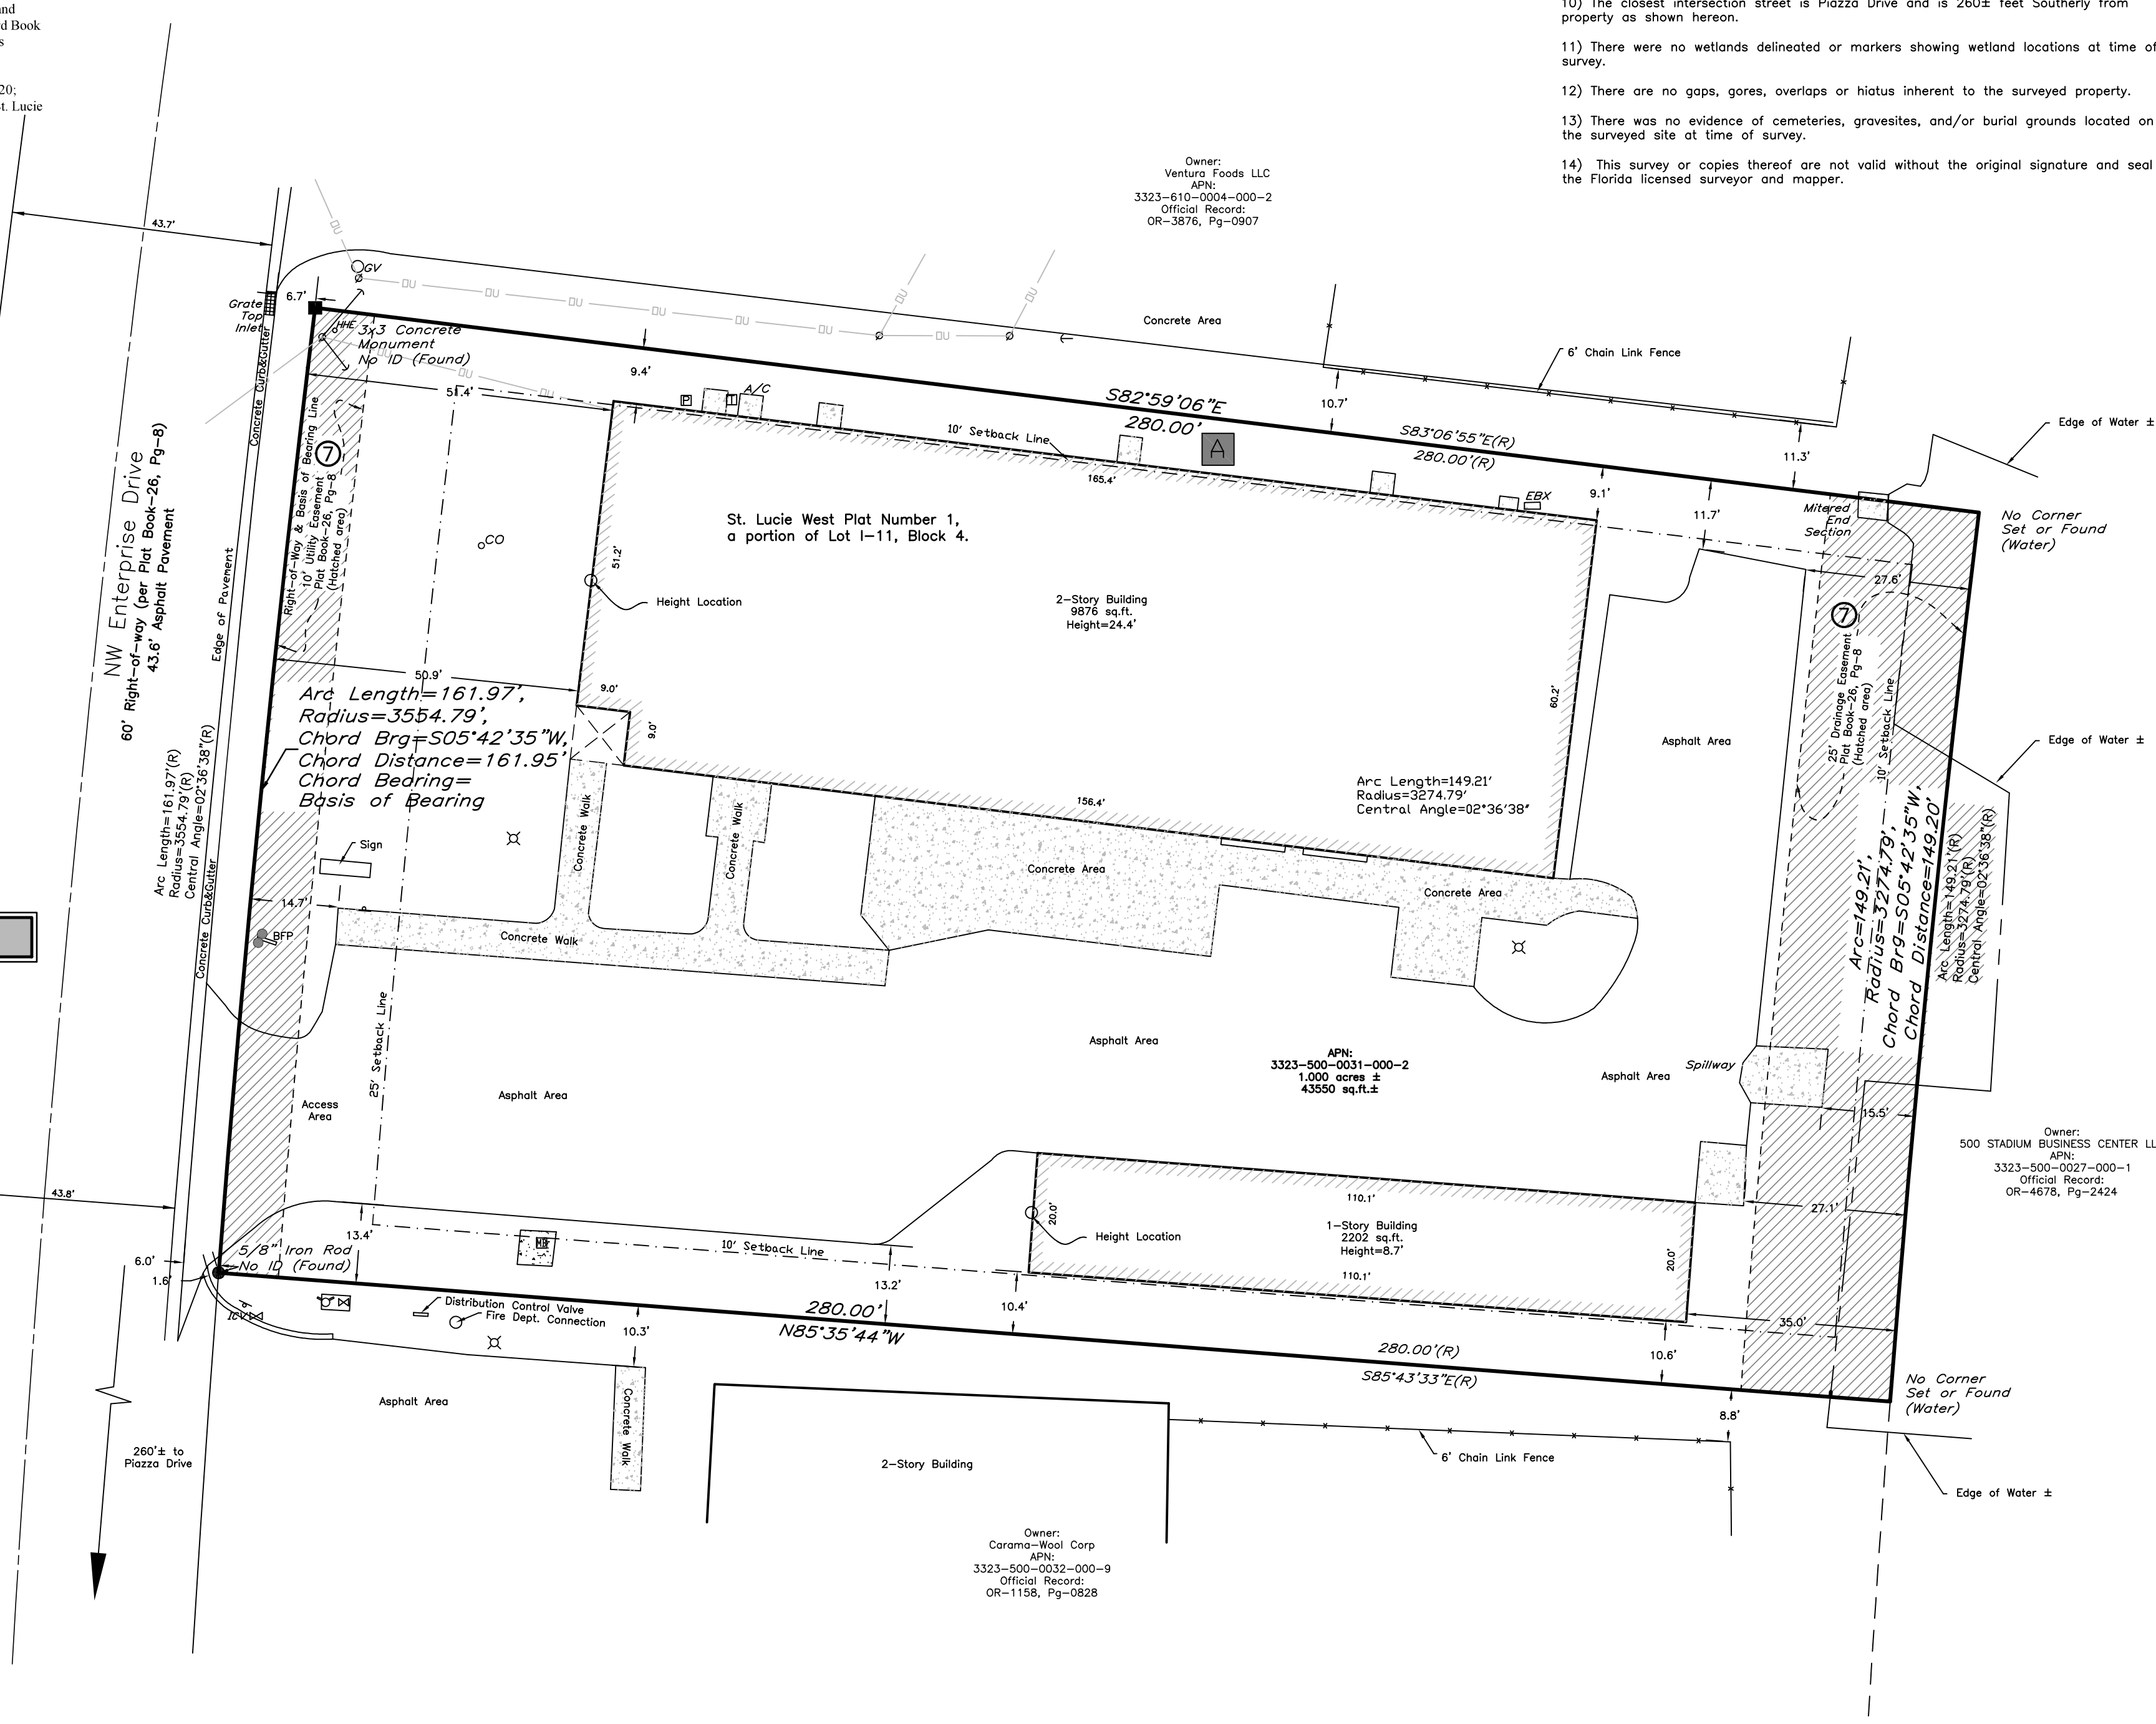 and
d Book
s
20;
St. Lucie
10) The closest intersection street is Piazza Drive and is 260± feet Southerly from
property as shown hereon.
11) There were no wetlands delineated or markers showing wetland locations at time of
survey.
12) There are no gaps, gores, overlaps or hiatus inherent to the surveyed property.
13) There was no evidence of cemeteries, gravesites, and/or burial grounds located on
the surveyed site at time of survey.
14) This survey or copies thereof are not valid without the original signature and seal
the Florida licensed surveyor and mapper.
Owner:
Ventura Foods LLC
APN:
3323-610-0004-000-2
Official Record:
OR-3876, Pg-0907
43.7'
GV
OU
OU
OU
OU
OU
OU
OU
OU
OU
OU
OU
OU
OU
Grate
Top
Inlet
6.7'
HHE
3x3 Concrete
Monument
No ID (Found)
Concrete Area
6' Chain Link Fence
Edge of Water ±
51.4'
9.4'
P
T
A/C
S82°59'06"E
280.00'
A
10.7'
S83°06'55"E(R)
280.00'(R)
11.3'
10' Setback Line
165.4'
EBX
9.1'
11.7'
Mitered
End
Section
No Corner
Set or Found
(Water)
Concrete Curb&Gutter
Right-of-Way & Basis of Bearing Line
10' Utility Easement
Plat Book-26, Pg-8
(Hatched area)
7
NW Enterprise Drive
60' Right-of-way (per Plat Book-26, Pg-8)
43.6' Asphalt Pavement
Edge of Pavement
CO
St. Lucie West Plat Number 1,
a portion of Lot I-11, Block 4.
51.2'
Height Location
2-Story Building
9876 sq.ft.
Height=24.4'
27.6'
7
25' Drainage Easement
Plat Book-26, Pg-8
(Hatched area)
10' Setback Line
50.9'
9.0'
9.0'
60.2'
Asphalt Area
Edge of Water ±
Arc Length=161.97',
Radius=3554.79',
Chord Brg=S05°42'35"W,
Chord Distance=161.95'
Chord Bearing=
Basis of Bearing
Arc Length=161.97'(R)
Radius=3554.79'(R)
Central Angle=02°36'38"(R)
Arc Length=149.21'
Radius=3274.79'
Central Angle=02°36'38"
156.4'
Arc=149.21',
Radius=3274.79',
Chord Brg=S05°42'35"W,
Chord Distance=149.20'
Arc Length=149.21'(R)
Radius=3274.79'(R)
Central Angle=02°36'38"(R)
Sign
Concrete Walk
Concrete Walk
Concrete Area
Concrete Area
14.7'
BFP
Concrete Curb&Gutter
Concrete Walk
25' Setback Line
Asphalt Area
APN:
3323-500-0031-000-2
1.000 acres ±
43550 sq.ft.±
Asphalt Area
Spillway
Access
Area
Asphalt Area
15.5'
Owner:
500 STADIUM BUSINESS CENTER LL
APN:
3323-500-0027-000-1
Official Record:
OR-4678, Pg-2424
43.8'
110.1'
20.0'
Height Location
1-Story Building
2202 sq.ft.
Height=8.7'
110.1'
20.0'
27.1'
13.4'
10' Setback Line
5/8" Iron Rod
No ID (Found)
6.0'
1.6'
13.2'
10.4'
35.0'
ICV
Distribution Control Valve
Fire Dept. Connection
280.00'
N85°35'44"W
10.3'
280.00'(R)
S85°43'33"E(R)
10.6'
8.8'
No Corner
Set or Found
(Water)
Asphalt Area
Concrete Walk
260'± to
Piazza Drive
2-Story Building
6' Chain Link Fence
Edge of Water ±
Owner:
Carama-Wool Corp
APN:
3323-500-0032-000-9
Official Record:
OR-1158, Pg-0828